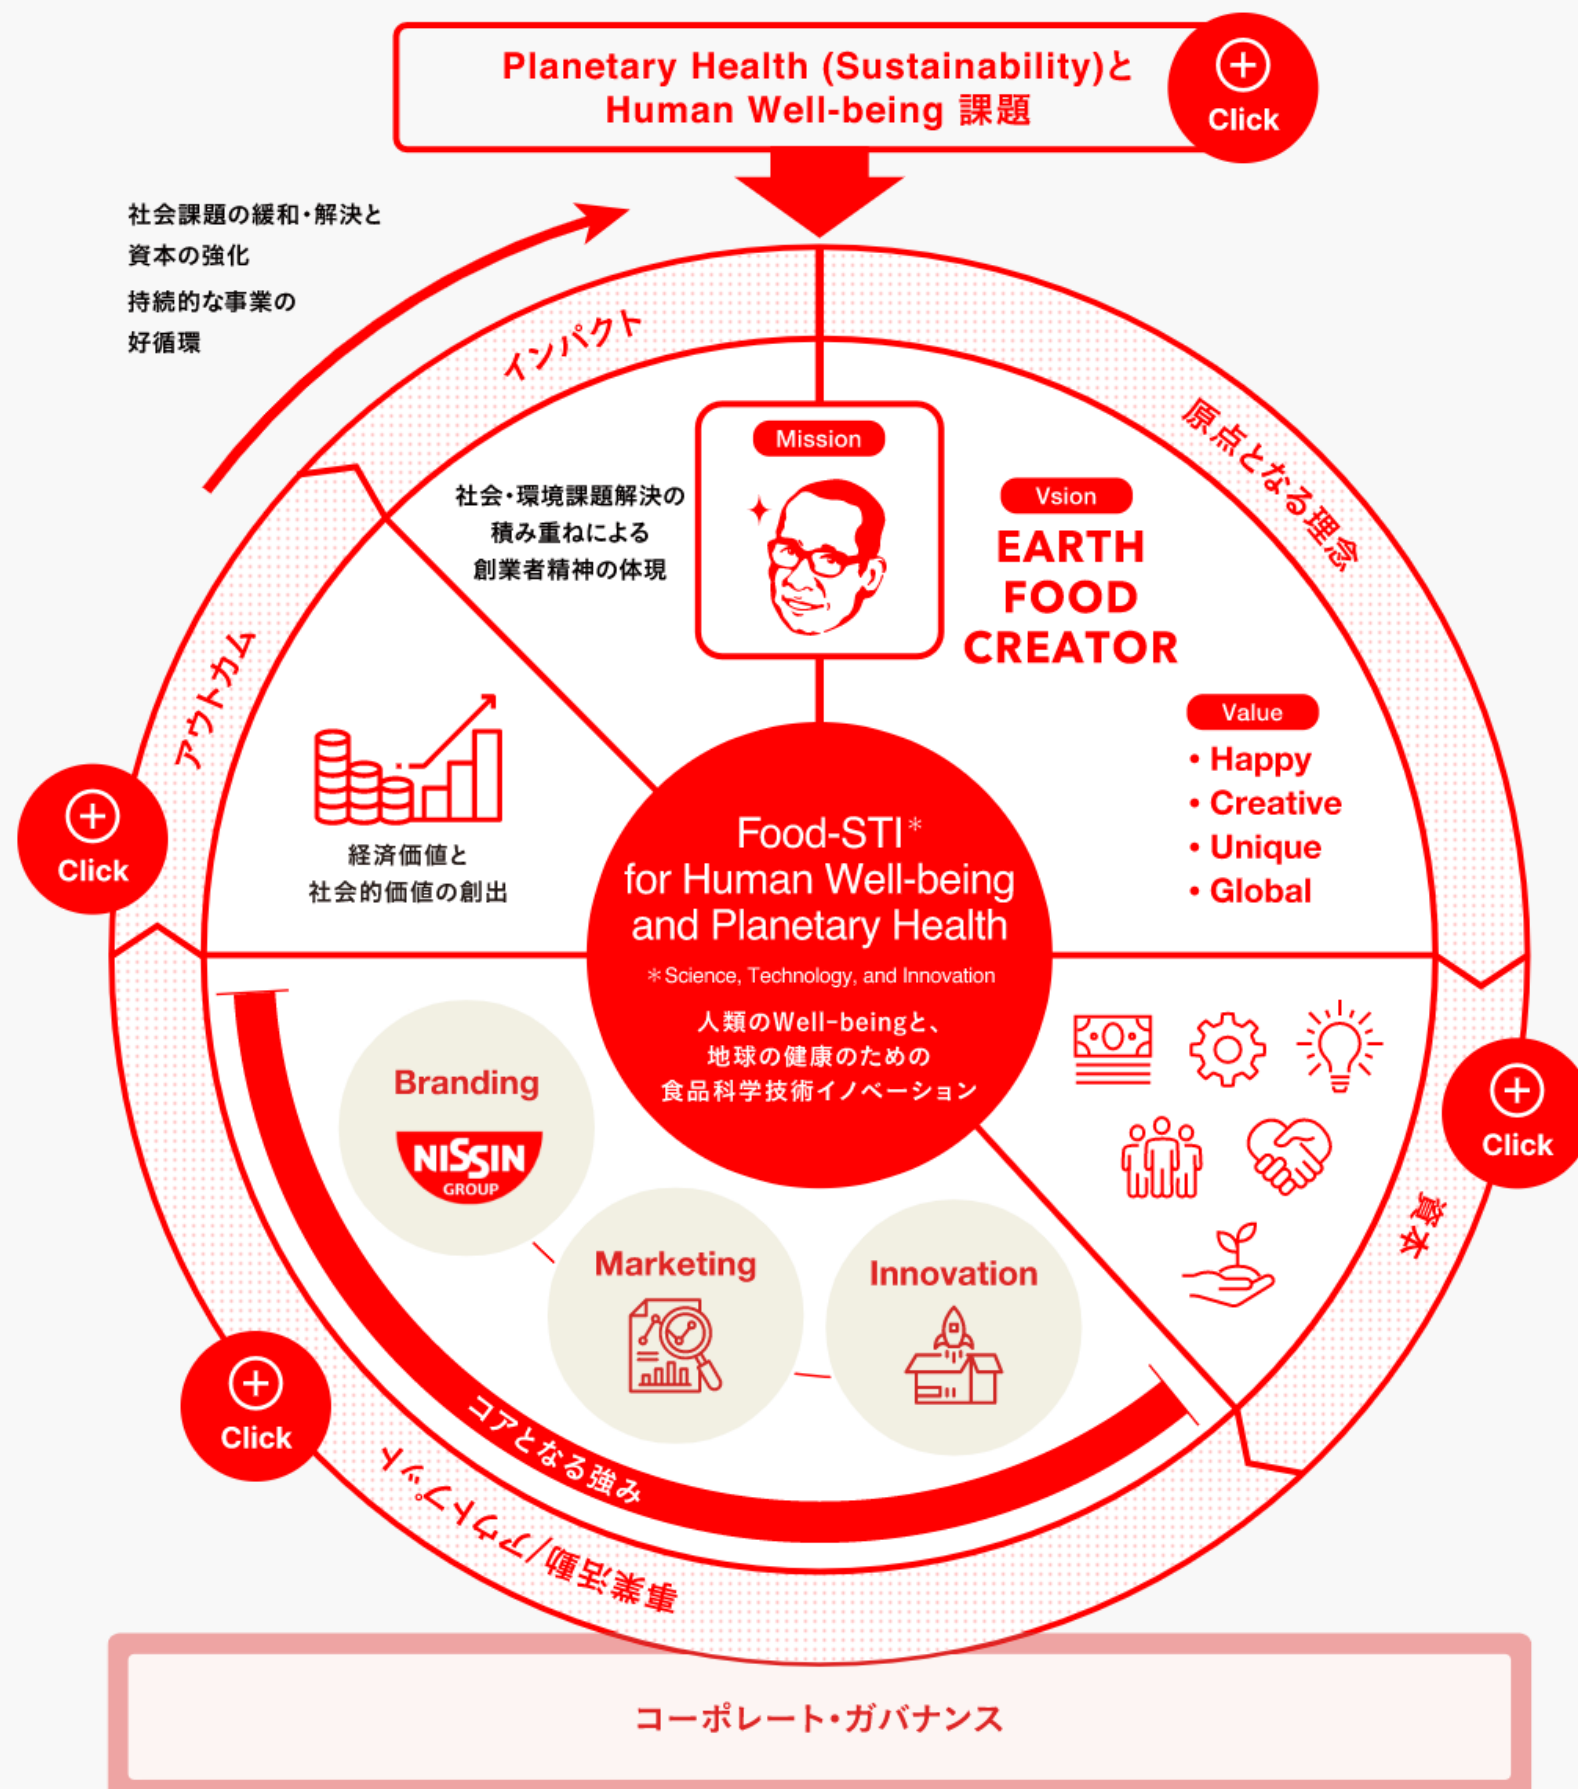 Planetary Health (Sustainability)と
Human Well-being 課題
Click
社会課題の緩和・解決と
資本の強化
持続的な事業の
好循環
インパクト
原点となる理念
Mission
社会・環境課題解決の
積み重ねによる
創業者精神の体現
Vsion
EARTH
FOOD
CREATOR
Value
• Happy
• Creative
• Unique
• Global
アウトカム
Click
経済価値と
社会的価値の創出
Food-STI*
for Human Well-being
and Planetary Health
*Science, Technology, and Innovation
人類のWell-beingと、
地球の健康のための
食品科学技術イノベーション
Click
資本
Branding
NISSIN
GROUP
Marketing
Innovation
コアとなる強み
Click
事業活動/アウトプット
コーポレート・ガバナンス